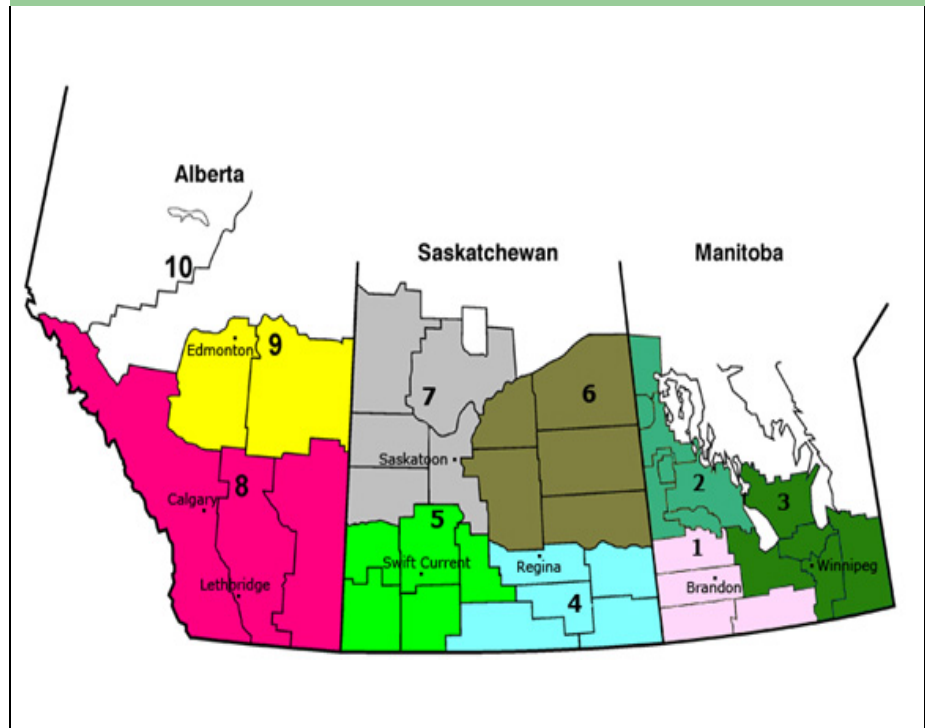 Alberta
Saskatchewan
Manitoba
10
9
Edmonton
7
6
Saskatoon
8
Calgary
2
3
5
1
Swift Current
Regina
Winnipeg
Lethbridge
Brandon
4